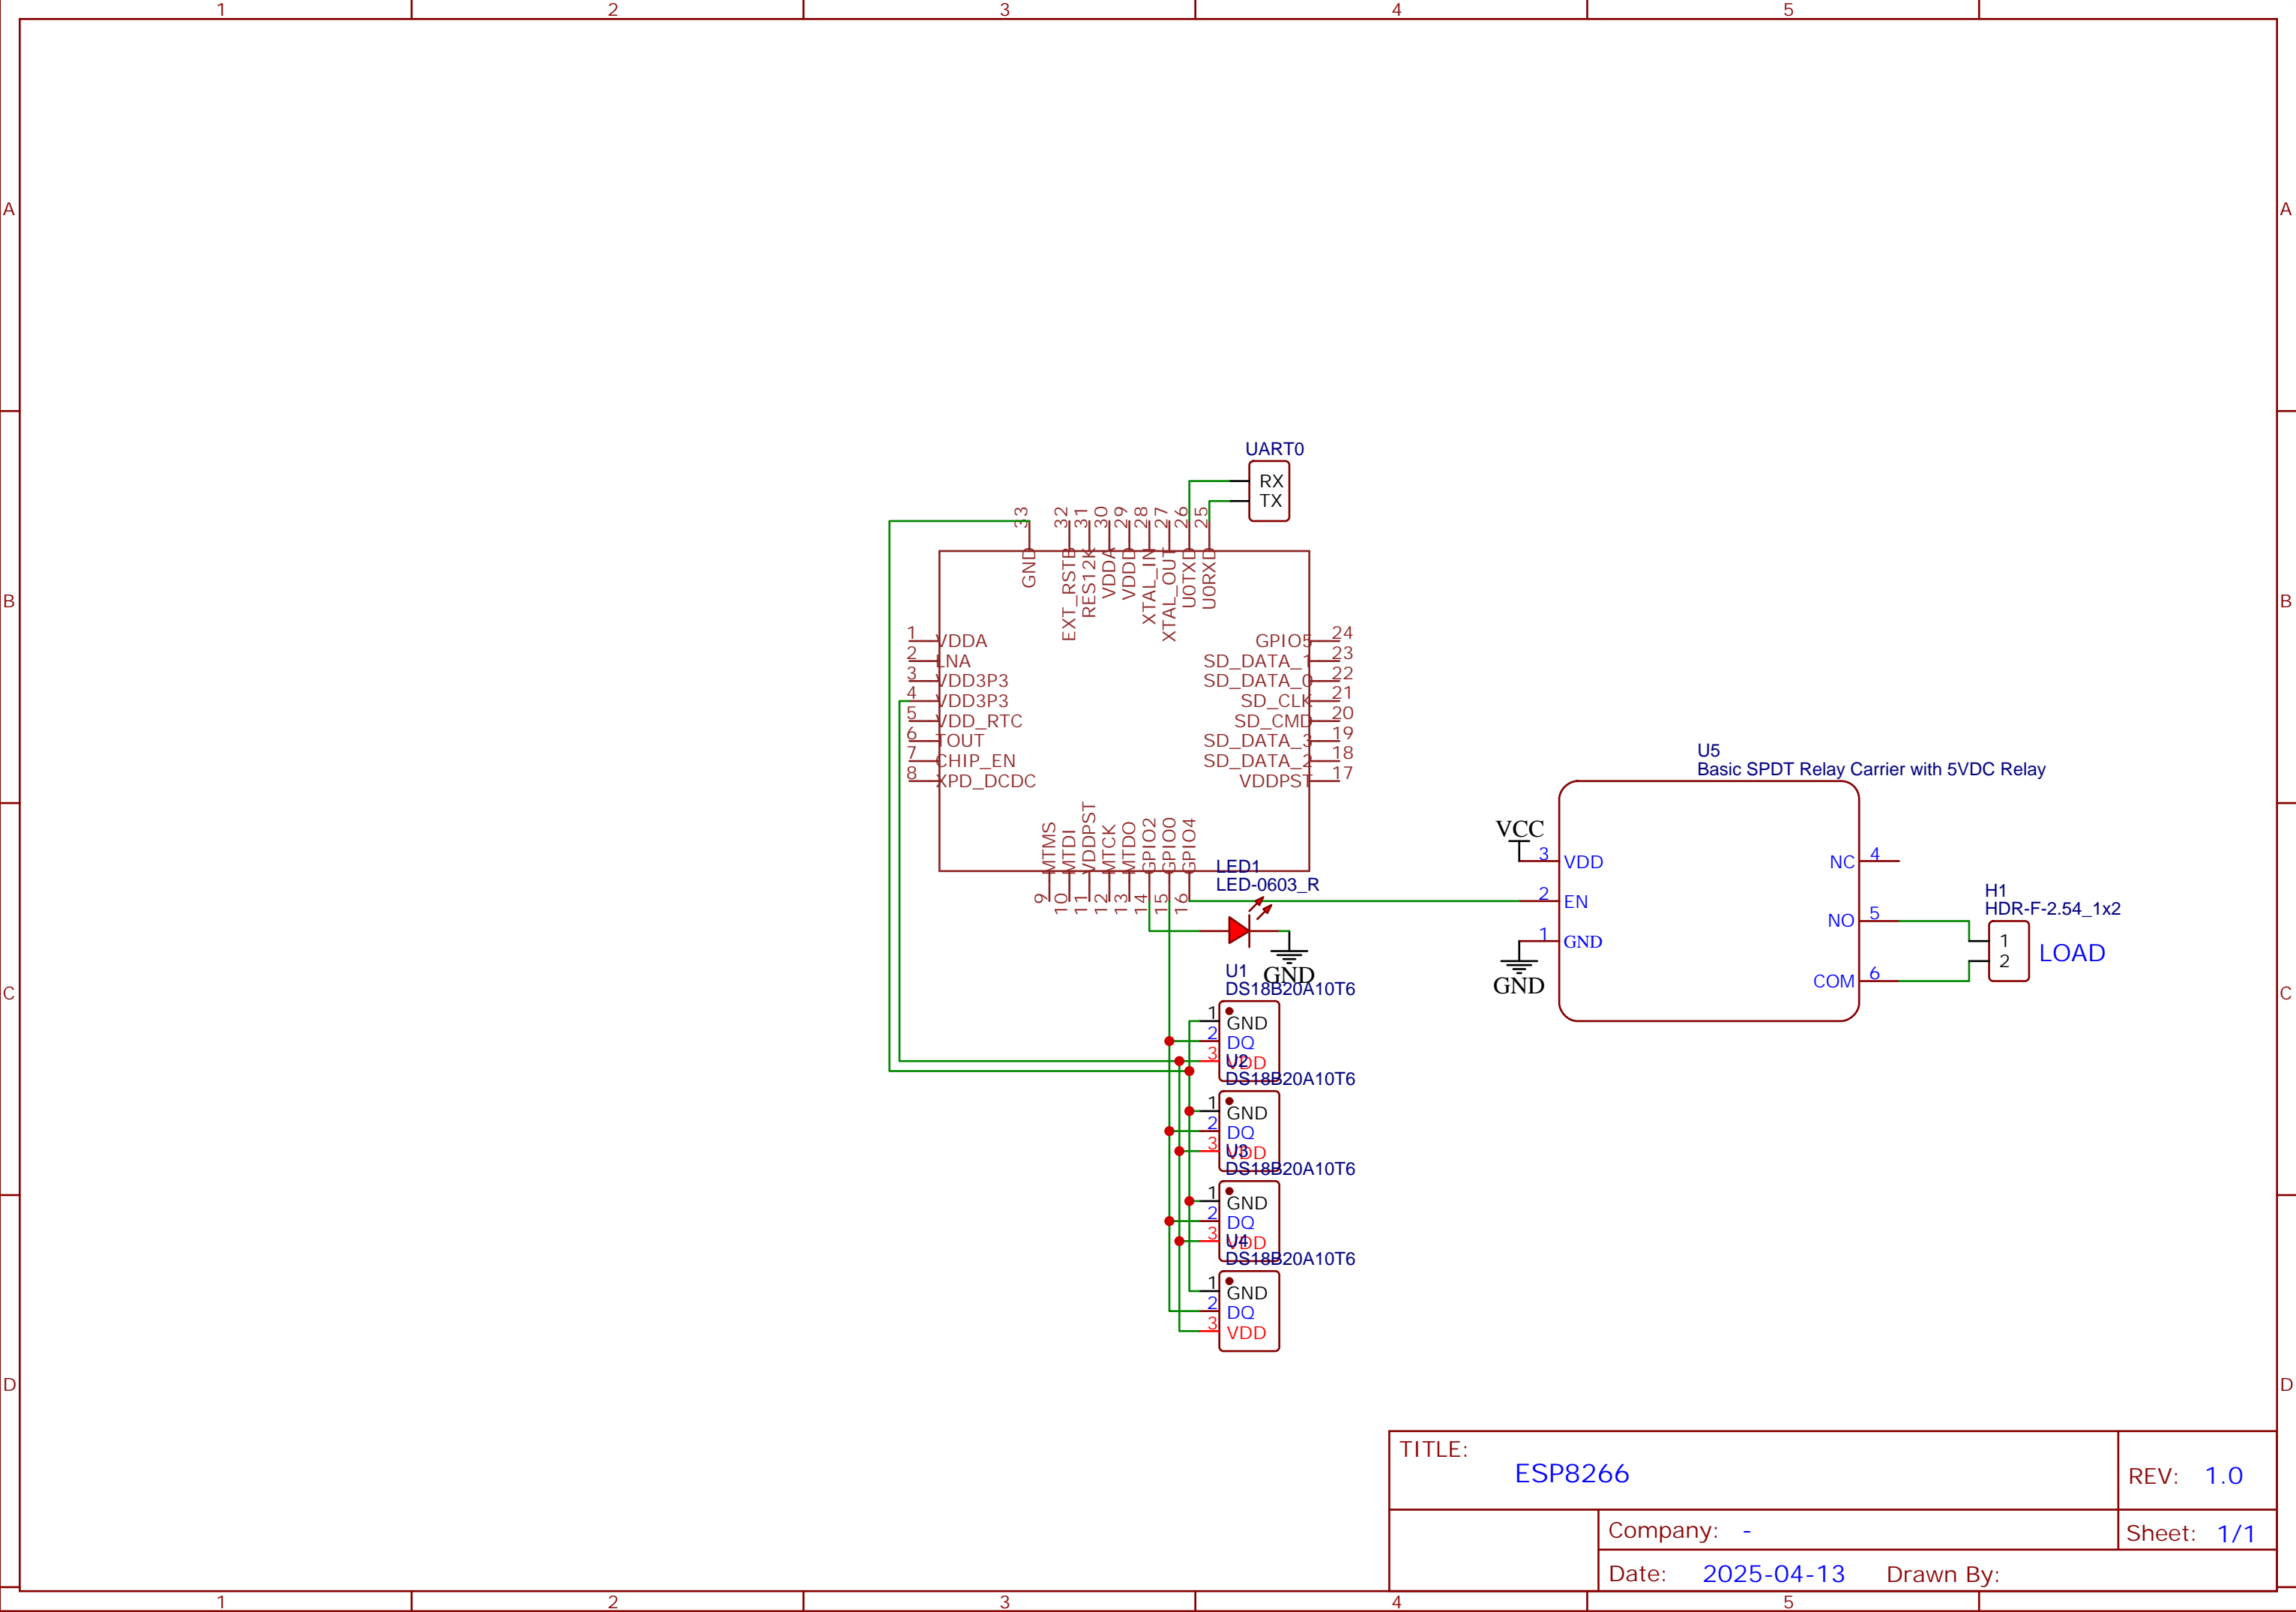 1 2 3 4 5
A A
B B
C C
D D
UART0
RX
TX
33 32 31 30 29 28 27 26 25
GND EXT_RSTB RES12K VDDA VDDD XTAL_IN XTAL_OUT U0TXD U0RXD
1 VDDA
2 LNA
3 VDD3P3
4 VDD3P3
5 VDD_RTC
6 TOUT
7 CHIP_EN
8 XPD_DCDC
GPIO5 24
SD_DATA_1 23
SD_DATA_0 22
SD_CLK 21
SD_CMD 20
SD_DATA_3 19
SD_DATA_2 18
VDDPST 17
MTMS MTDI VDDPST MTCK MTDO GPIO2 GPIO0 GPIO4
9 10 11 12 13 14 15 16
LED1
LED-0603_R
GND
U1
DS18B20A10T6
1 GND
2 DQ
3 VDD
U2
DS18B20A10T6
1 GND
2 DQ
3 VDD
U3
DS18B20A10T6
1 GND
2 DQ
3 VDD
U4
DS18B20A10T6
1 GND
2 DQ
3 VDD
U5
Basic SPDT Relay Carrier with 5VDC Relay
VCC
3 VDD
2 EN
1 GND
GND
NC 4
NO 5
COM 6
H1
HDR-F-2.54_1x2
1
2
LOAD
TITLE:
ESP8266
REV: 1.0
Company: -
Sheet: 1/1
Date: 2025-04-13 Drawn By:
1 2 3 4 5